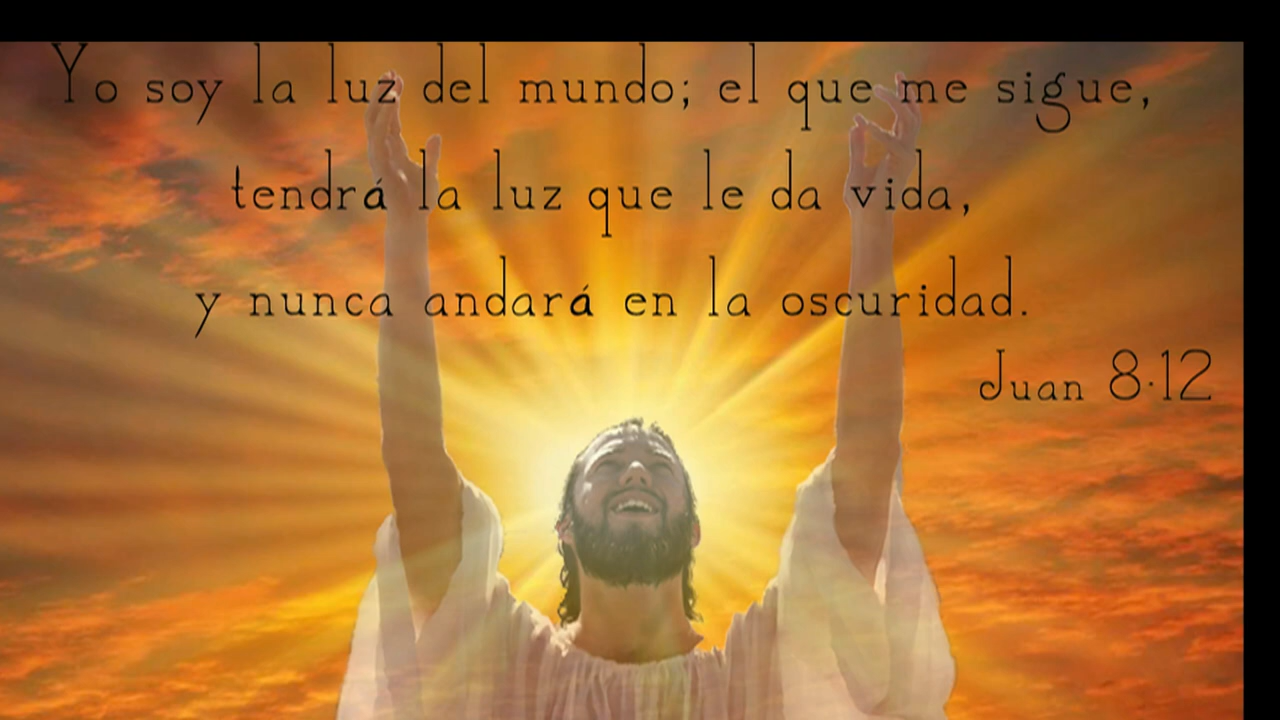 Yo soy la luz del mundo; el que me sigue,
tendrá la luz que le da vida,
y nunca andará en la oscuridad.
Juan 8:12